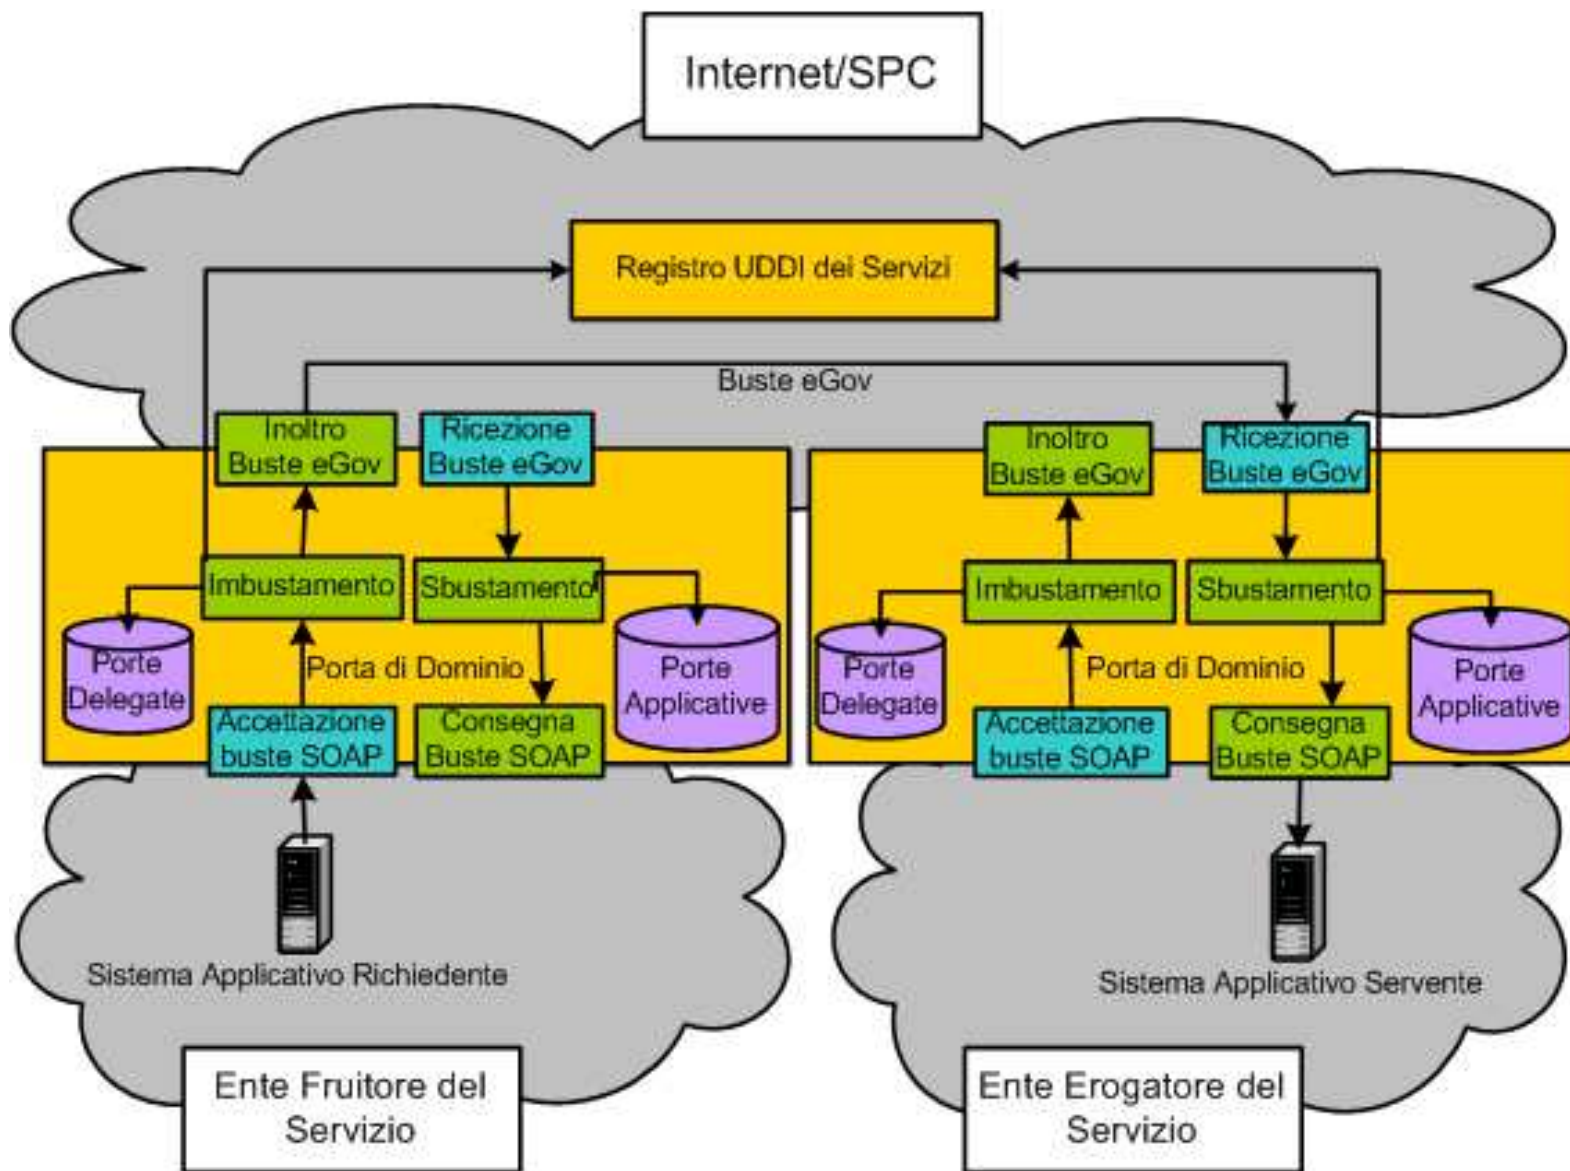 Internet/SPC
Registro UDDI dei Servizi
Buste eGov
Inoltro
Buste eGov
Ricezione
Buste eGov
Imbustamento
Sbustamento
Porte
Delegate
Porta di Dominio
Porte
Applicative
Accettazione
buste SOAP
Consegna
Buste SOAP
Inoltro
Buste eGov
Ricezione
Buste eGov
Imbustamento
Sbustamento
Porte
Delegate
Porta di Dominio
Porte
Applicative
Accettazione
buste SOAP
Consegna
Buste SOAP
Sistema Applicativo Richiedente
Sistema Applicativo Servente
Ente Fruitore del
Servizio
Ente Erogatore del
Servizio